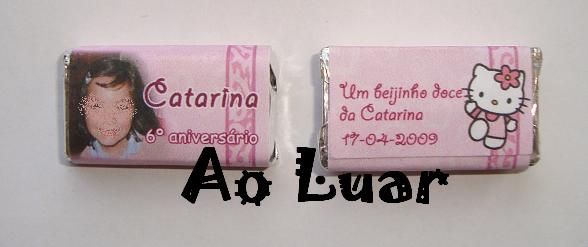 Catarina
6º aniversário
Um beijinho doce
da Catarina
17-04-2009
Ao Luar